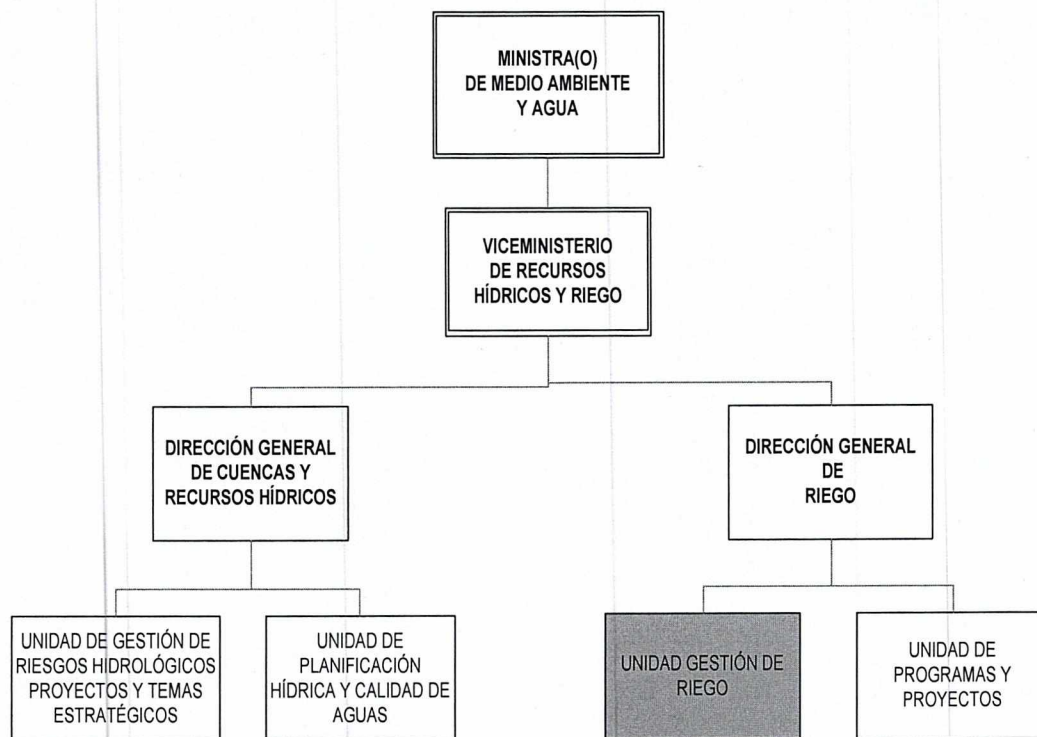 MINISTRA(O)
DE MEDIO AMBIENTE
Y AGUA
VICEMINISTERIO
DE RECURSOS
HÍDRICOS Y RIEGO
DIRECCIÓN GENERAL
DE CUENCAS Y
RECURSOS HÍDRICOS
DIRECCIÓN GENERAL
DE
RIEGO
UNIDAD DE GESTIÓN DE
RIESGOS HIDROLÓGICOS
PROYECTOS Y TEMAS
ESTRATÉGICOS
UNIDAD DE
PLANIFICACIÓN
HÍDRICA Y CALIDAD DE
AGUAS
UNIDAD GESTIÓN DE
RIEGO
UNIDAD DE
PROGRAMAS Y
PROYECTOS